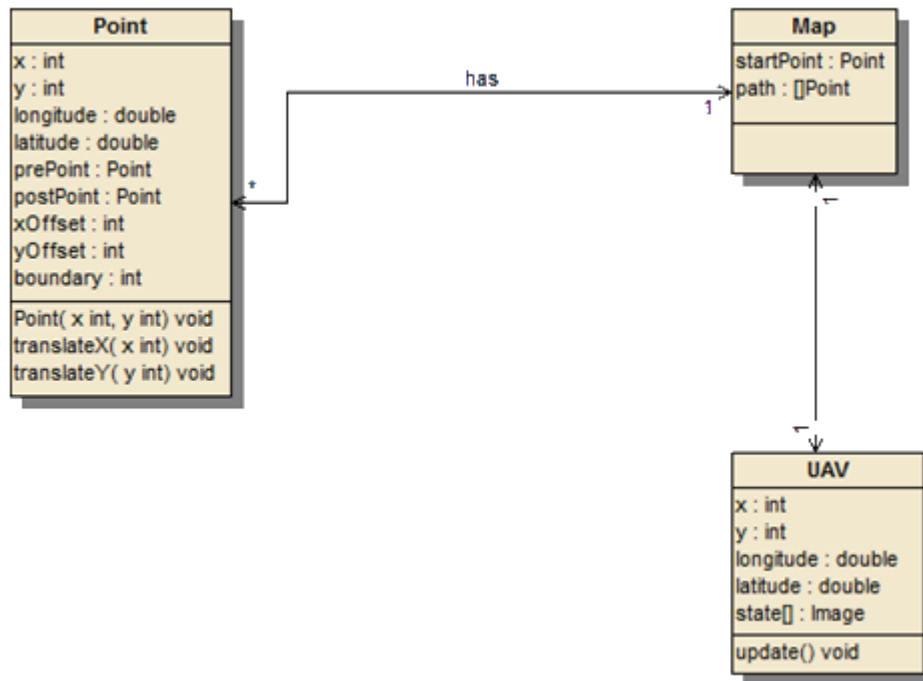 Point
x : int
y : int
longitude : double
latitude : double
prePoint : Point
postPoint : Point
xOffset : int
yOffset : int
boundary : int
Point( x int, y int) void
translateX( x int) void
translateY( y int) void
*
has
1
Map
startPoint : Point
path : []Point
1
1
UAV
x : int
y : int
longitude : double
latitude : double
state[] : Image
update() void